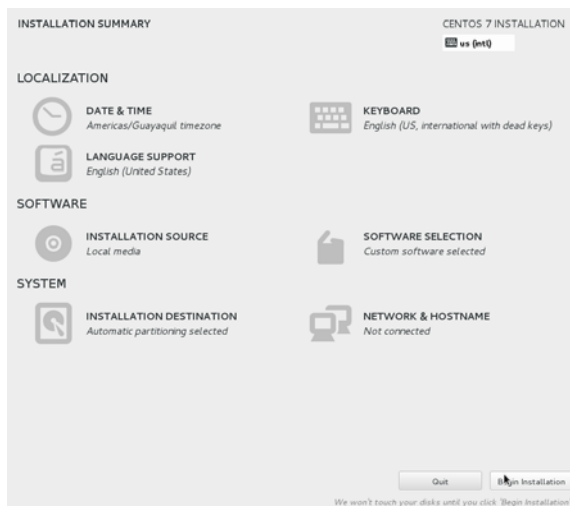 INSTALLATION SUMMARY
CENTOS 7 INSTALLATION
us (intl)
LOCALIZATION
DATE & TIME
Americas/Guayaquil timezone
KEYBOARD
English (US, international with dead keys)
LANGUAGE SUPPORT
English (United States)
SOFTWARE
INSTALLATION SOURCE
Local media
SOFTWARE SELECTION
Custom software selected
SYSTEM
INSTALLATION DESTINATION
Automatic partitioning selected
NETWORK & HOSTNAME
Not connected
Quit
Begin Installation
We won't touch your disks until you click 'Begin Installation'